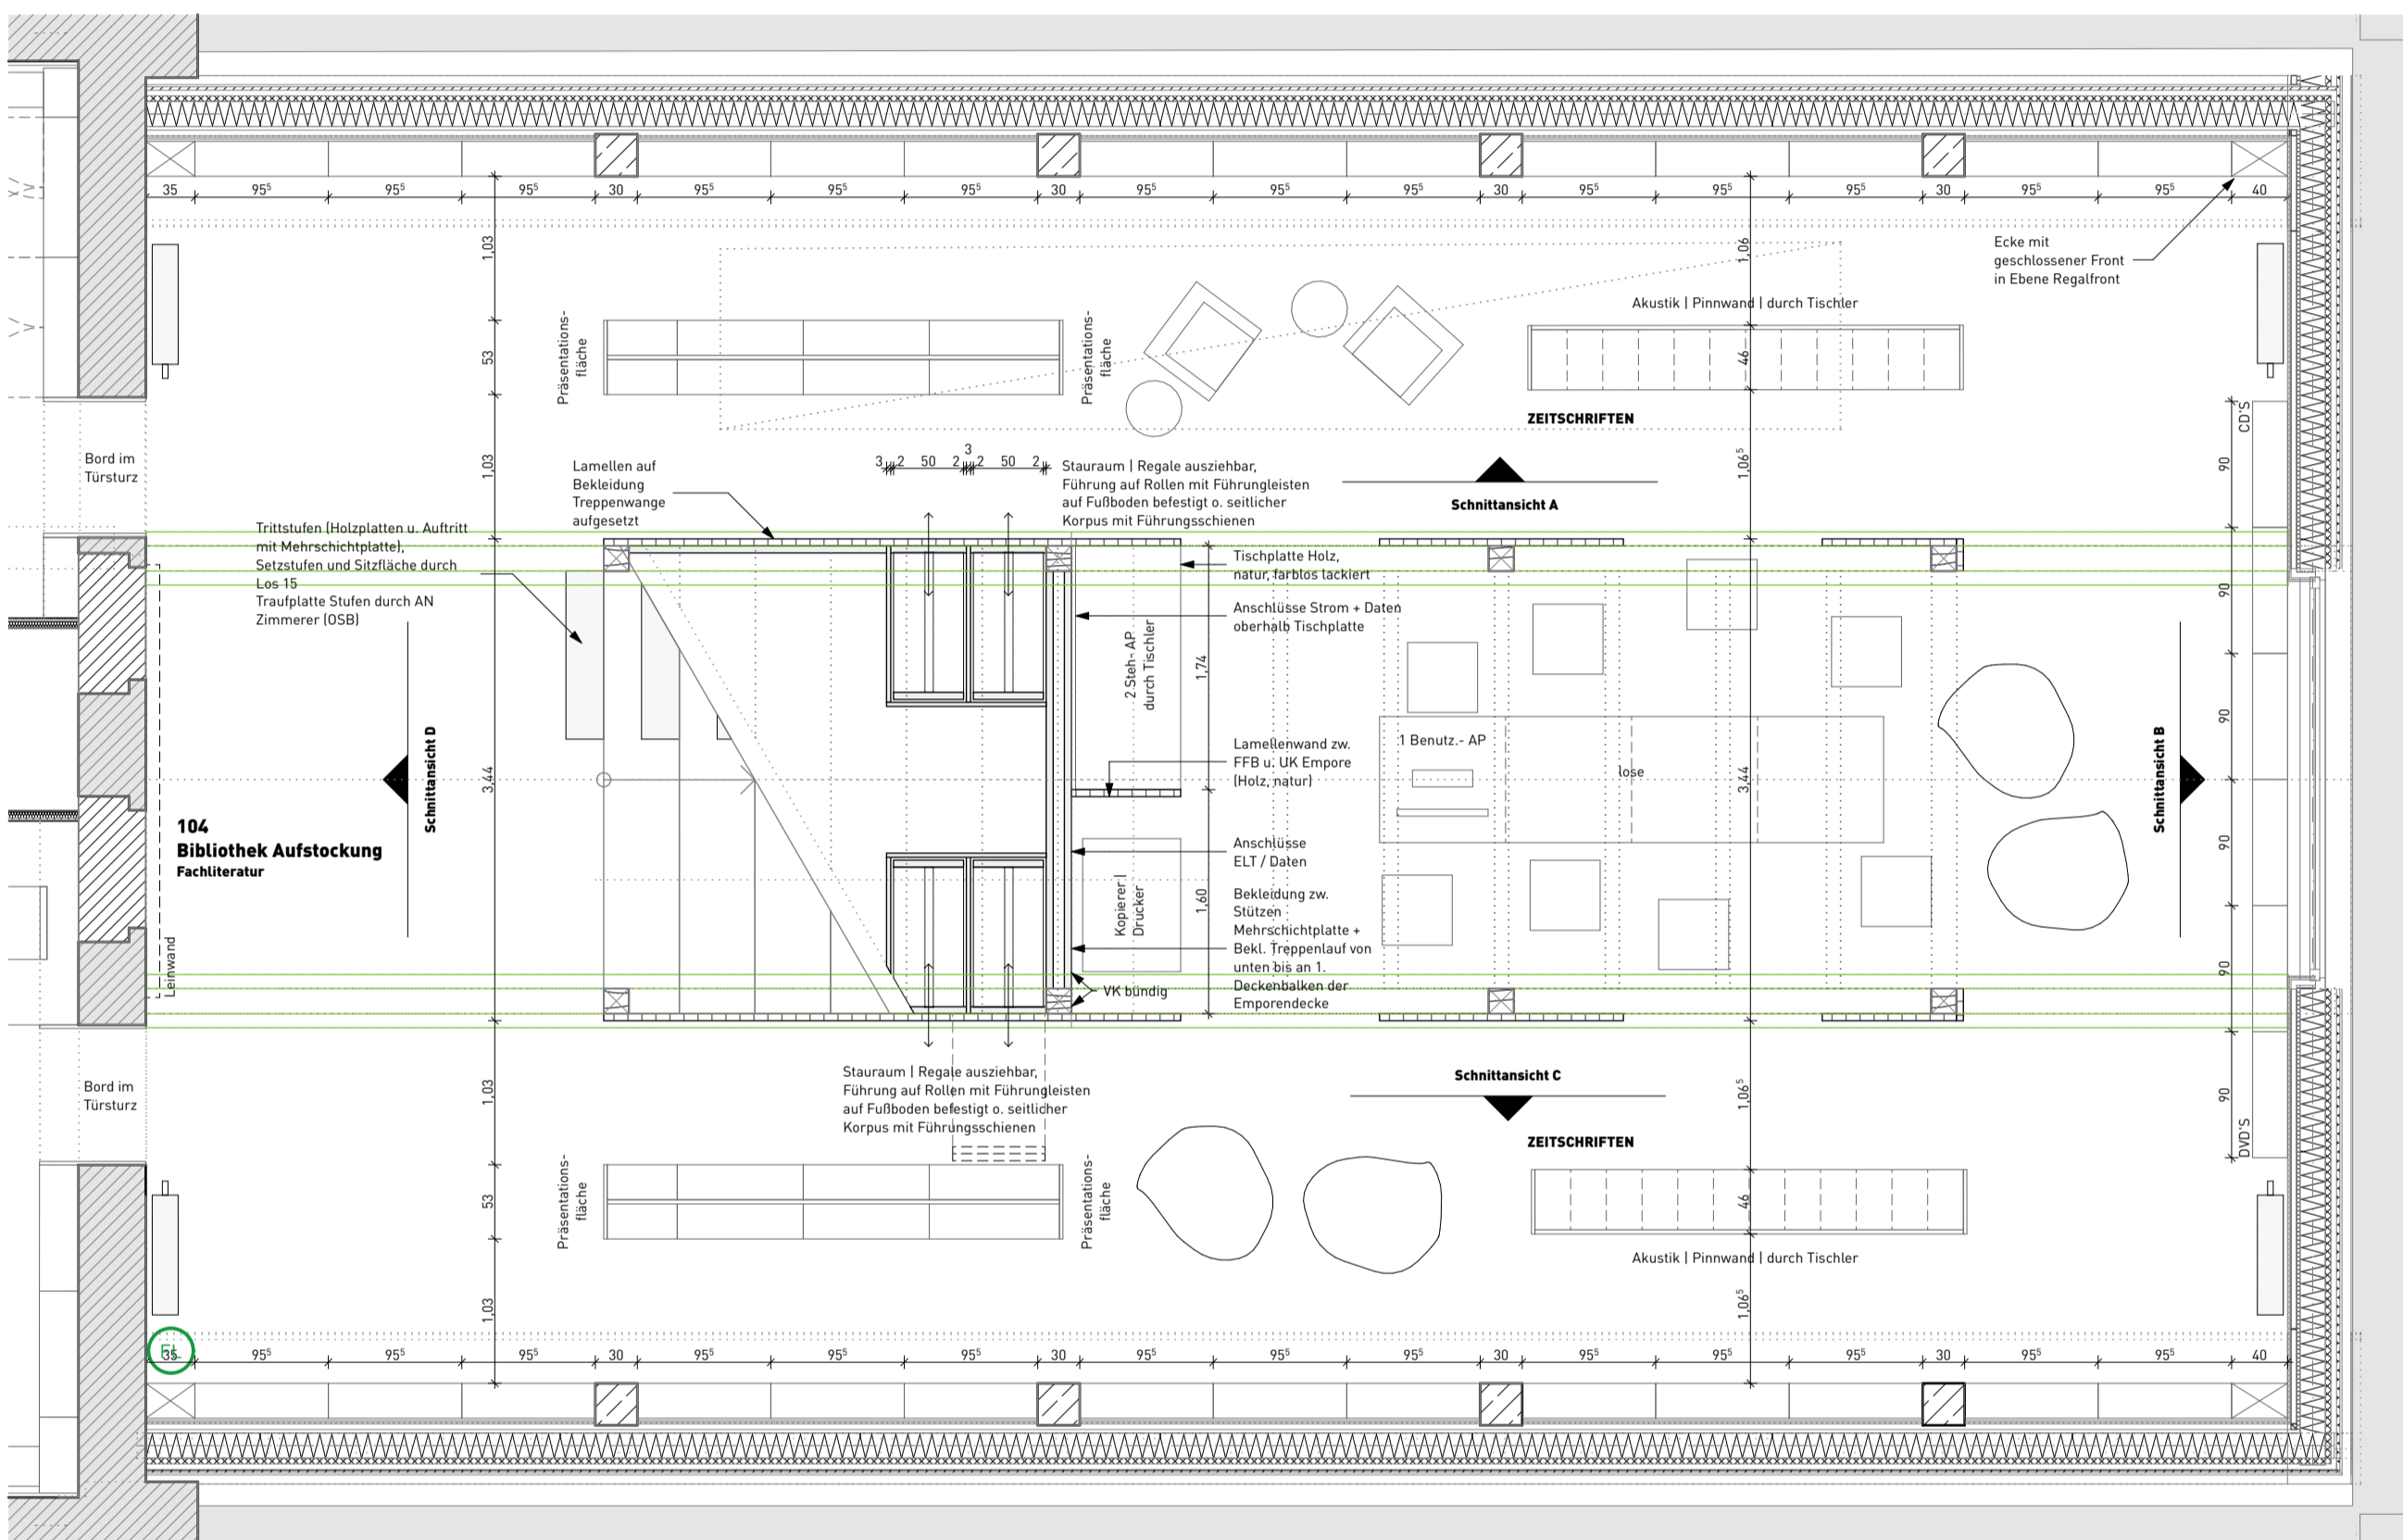 35 95⁵ 95⁵ 95⁵ 30 95⁵ 95⁵ 95⁵ 30 95⁵ 95⁵ 95⁵ 30 95⁵ 95⁵ 95⁵ 30 95⁵ 95⁵ 40
1,03
53
1,03
3,44
1,03
53
1,03
1,06
46
1,06⁵
3,44
1,06⁵
46
1,06⁵
Ecke mit
geschlossener Front
in Ebene Regalfront
Akustik | Pinnwand | durch Tischler
Präsentations-
fläche
Präsentations-
fläche
ZEITSCHRIFTEN
CD'S
90
90
90
90
90
90
DVD'S
Bord im
Türsturz
Lamellen auf
Bekleidung
Treppenwange
aufgesetzt
3 2 50 2 3 2 50 2
Stauraum | Regale ausziehbar,
Führung auf Rollen mit Führungleisten
auf Fußboden befestigt o. seitlicher
Korpus mit Führungsschienen
Schnittansicht A
Trittstufen (Holzplatten u. Auftritt
mit Mehrschichtplatte),
Setzstufen und Sitzfläche durch
Los 15
Traufplatte Stufen durch AN
Zimmerer (OSB)
Tischplatte Holz,
natur, farblos lackiert
Anschlüsse Strom + Daten
oberhalb Tischplatte
2 Steh- AP
durch Tischler
1,74
Schnittansicht D
Lamellenwand zw.
FFB u. UK Empore
(Holz, natur)
1 Benutz.- AP
lose
Schnittansicht B
104
Bibliothek Aufstockung
Fachliteratur
Anschlüsse
ELT / Daten
Kopierer |
Drucker
1,60
Bekleidung zw.
Stützen
Mehrschichtplatte +
Bekl. Treppenlauf von
unten bis an 1.
Deckenbalken der
Emporendecke
VK bündig
Leinwand
Bord im
Türsturz
Stauraum | Regale ausziehbar,
Führung auf Rollen mit Führungleisten
auf Fußboden befestigt o. seitlicher
Korpus mit Führungsschienen
Schnittansicht C
ZEITSCHRIFTEN
Präsentations-
fläche
Präsentations-
fläche
Akustik | Pinnwand | durch Tischler
FL
35 95⁵ 95⁵ 95⁵ 30 95⁵ 95⁵ 95⁵ 30 95⁵ 95⁵ 95⁵ 30 95⁵ 95⁵ 95⁵ 30 95⁵ 95⁵ 40